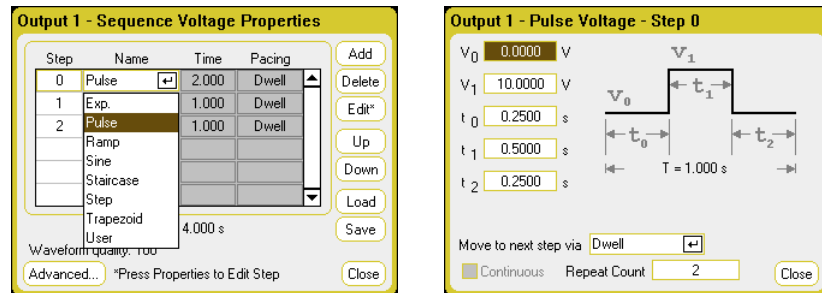 Output 1 - Sequence Voltage Properties
Step Name Time Pacing
0 Pulse 2.000 Dwell
1 Exp. 1.000 Dwell
2 Pulse 1.000 Dwell
Ramp
Sine
Staircase
Step
Trapezoid
User
4.000 s
Waveform quality: 100
Advanced... *Press Properties to Edit Step Close
Add
Delete
Edit*
Up
Down
Load
Save
Output 1 - Pulse Voltage - Step 0
V0 0.0000 V
V1 10.0000 V
t 0 0.2500 s
t 1 0.5000 s
t 2 0.2500 s
V1
V0
t1
t0
t2
T = 1.000 s
Move to next step via Dwell
Continuous Repeat Count 2 Close